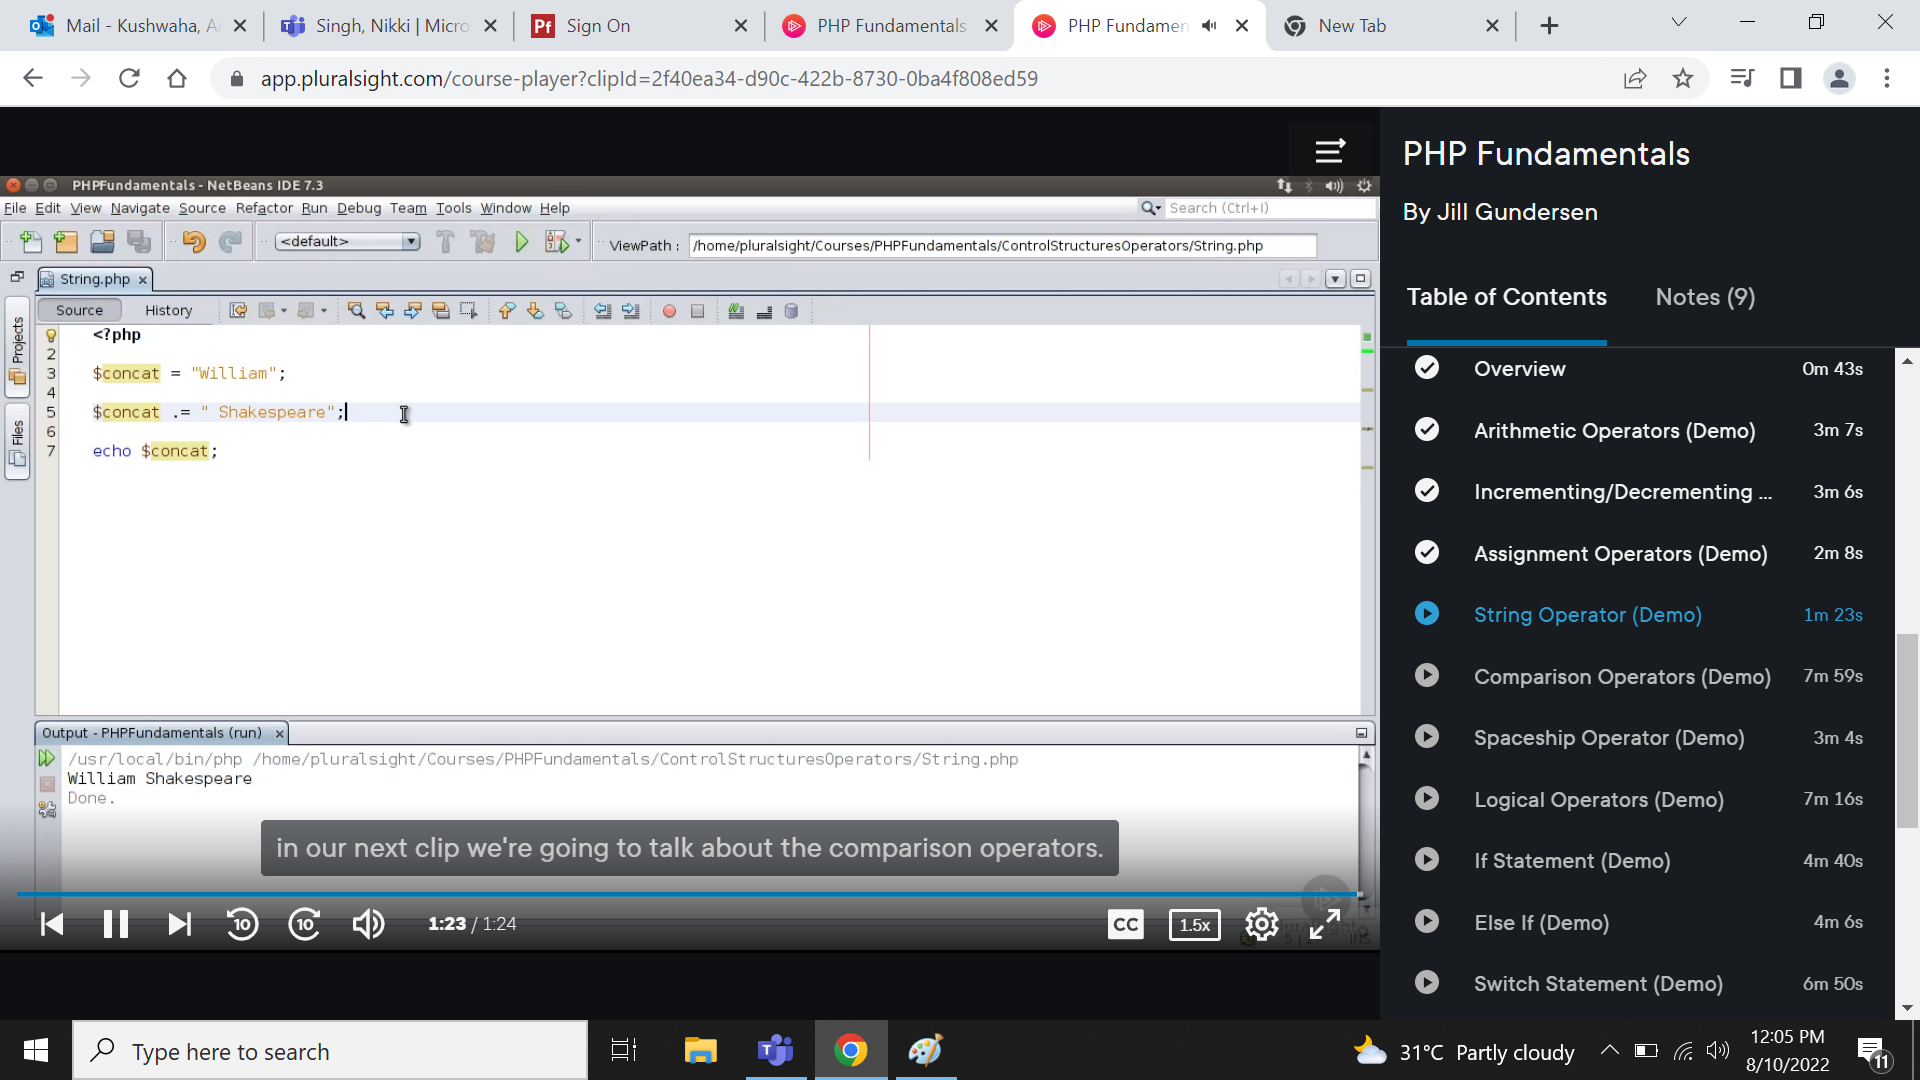 Mail - Kushwaha, A
Singh, Nikki | Micro
Sign On
PHP Fundamentals
PHP Fundamen
New Tab
app.pluralsight.com/course-player?clipId=2f40ea34-d90c-422b-8730-0ba4f808ed59
PHPFundamentals - NetBeans IDE 7.3
File Edit View Navigate Source Refactor Run Debug Team Tools Window Help
Search (Ctrl+I)
<default>
ViewPath :
/home/pluralsight/Courses/PHPFundamentals/ControlStructuresOperators/String.php
String.php
Source
History
Projects
Files
<?php
2
3 $concat = "William";
4
5 $concat .= " Shakespeare";
6
7 echo $concat;
Output - PHPFundamentals (run)
/usr/local/bin/php /home/pluralsight/Courses/PHPFundamentals/ControlStructuresOperators/String.php
William Shakespeare
Done.
in our next clip we're going to talk about the comparison operators.
10
10
1:23 / 1:24
CC
1.5x
PHP Fundamentals
By Jill Gundersen
Table of Contents
Notes (9)
Overview 0m 43s
Arithmetic Operators (Demo) 3m 7s
Incrementing/Decrementing ... 3m 6s
Assignment Operators (Demo) 2m 8s
String Operator (Demo) 1m 23s
Comparison Operators (Demo) 7m 59s
Spaceship Operator (Demo) 3m 4s
Logical Operators (Demo) 7m 16s
If Statement (Demo) 4m 40s
Else If (Demo) 4m 6s
Switch Statement (Demo) 6m 50s
Type here to search
31°C Partly cloudy
12:05 PM
8/10/2022
11